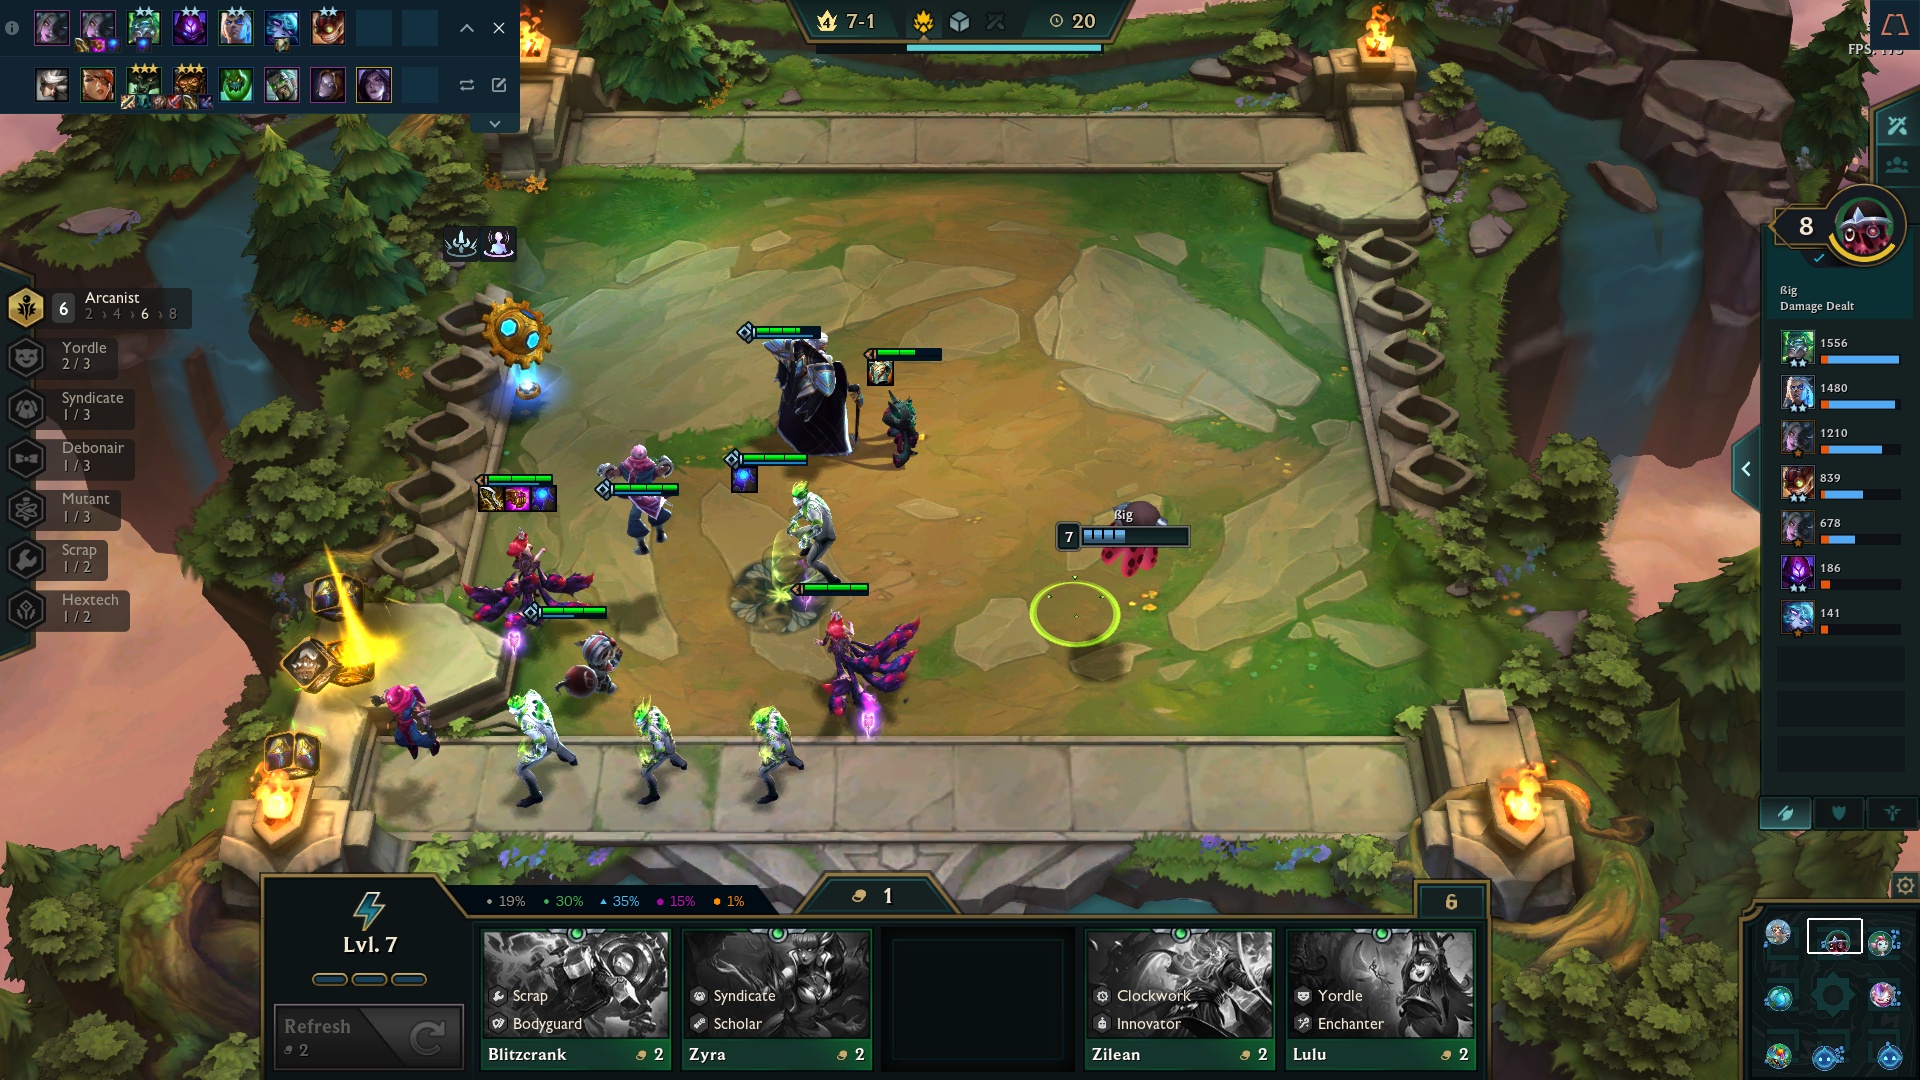 4
7-1
20
FPS:
6
Arcanist
2 › 4 › 6 › 8
Yordle
2 / 3
Syndicate
1 / 3
Debonair
1 / 3
Mutant
1 / 3
Scrap
1 / 2
Hextech
1 / 2
ßig
7
8
ßig
Damage Dealt
1556
1480
1210
839
678
186
141
Lvl. 7
Refresh
2
19%
30%
35%
15%
1%
1
6
Scrap
Bodyguard
Blitzcrank
2
Syndicate
Scholar
Zyra
2
Clockwork
Innovator
Zilean
2
Yordle
Enchanter
Lulu
2